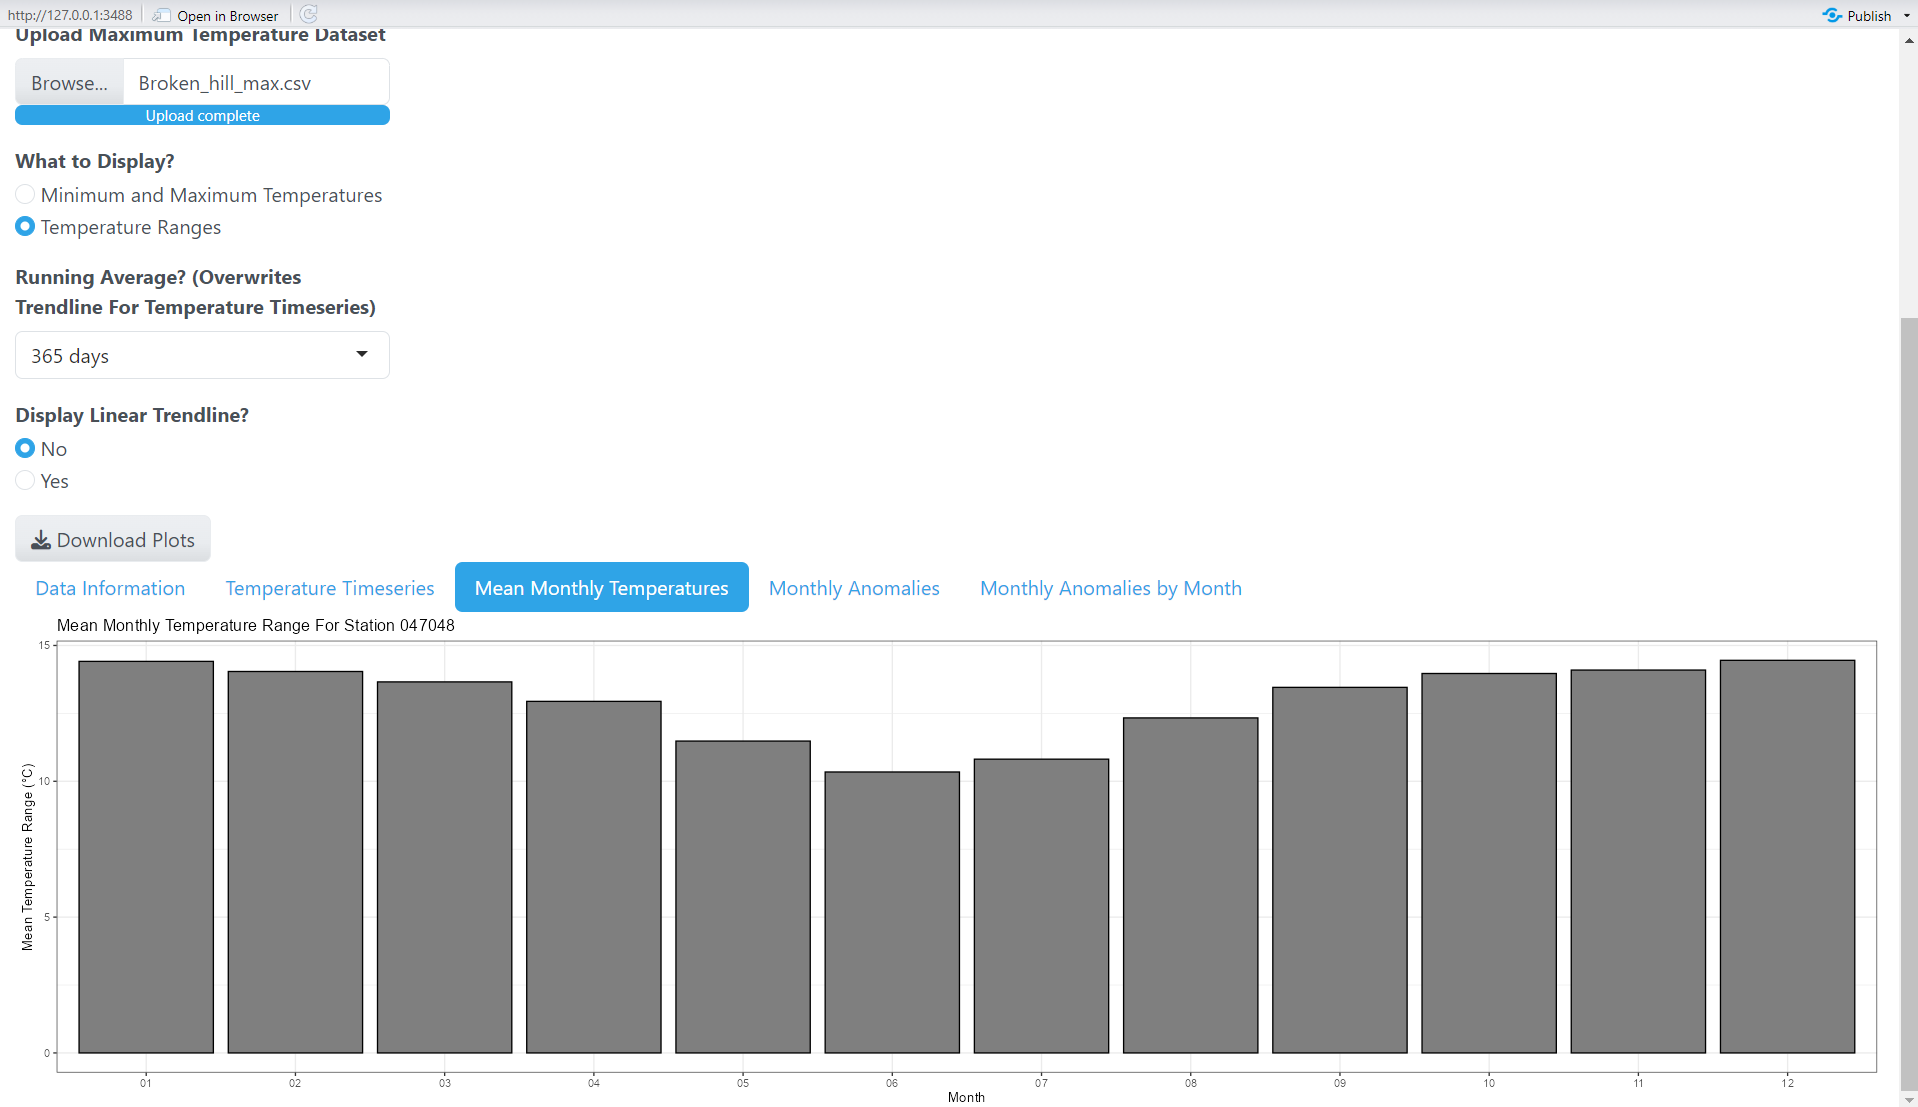 http://127.0.0.1:3488 Open in Browser Publish
Upload Maximum Temperature Dataset
Browse... Broken_hill_max.csv
Upload complete
What to Display?
Minimum and Maximum Temperatures
Temperature Ranges
Running Average? (Overwrites
Trendline For Temperature Timeseries)
365 days
Display Linear Trendline?
No
Yes
Download Plots
Data Information Temperature Timeseries Mean Monthly Temperatures Monthly Anomalies Monthly Anomalies by Month
Mean Monthly Temperature Range For Station 047048
Mean Temperature Range (°C)
15
10
5
0
01 02 03 04 05 06 07 08 09 10 11 12
Month